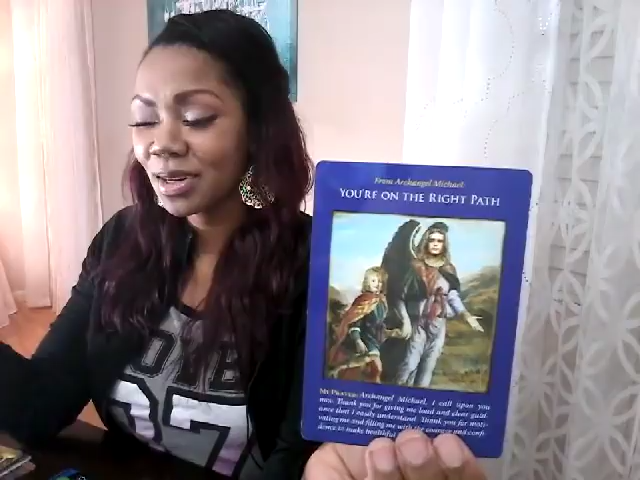 From Archangel Michael:
YOU'RE ON THE RIGHT PATH
MY PRAYER: Archangel Michael, I call upon you
now. Thank you for giving me loud and clear guid-
ance that I easily understand. Thank you for moti-
vating me and filling me with the courage and confi-
dence to make healthful
37